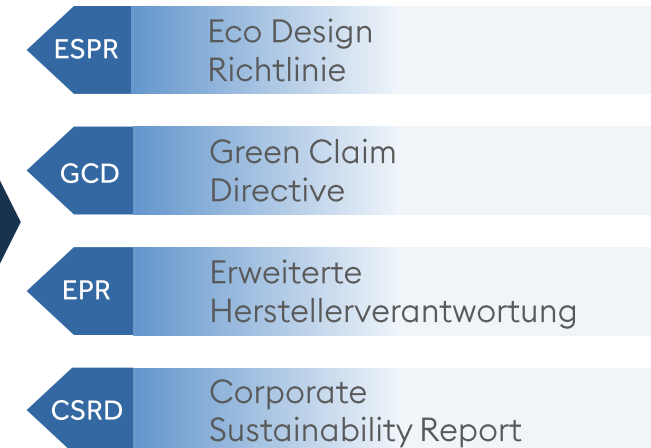 ESPR
Eco Design
Richtlinie
GCD
Green Claim
Directive
EPR
Erweiterte
Herstellerverantwortung
CSRD
Corporate
Sustainability Report